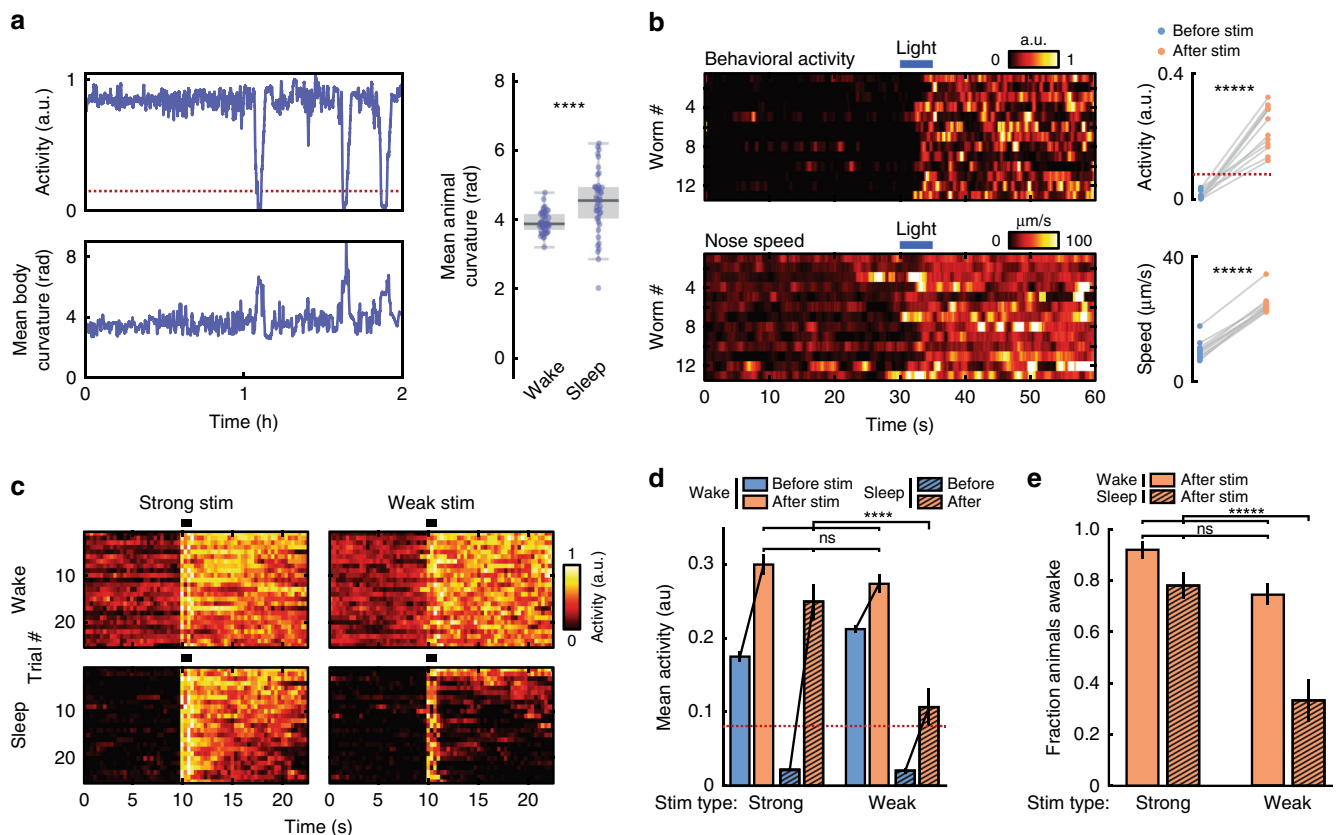 a
Activity (a.u.)
1
0
Mean body
curvature (rad)
8
4
0
0
1
2
Time (h)
Mean animal
curvature (rad)
8
6
4
2
0
****
Wake
Sleep
b
Behavioral activity
Light
a.u.
0
1
Worm #
4
8
12
Nose speed
Light
µm/s
0
100
Worm #
4
8
12
0
10
20
30
40
50
60
Time (s)
Before stim
After stim
Activity (a.u.)
0.4
0
*****
Speed (µm/s)
40
0
*****
c
Strong stim
Weak stim
Trial #
Wake
10
20
Sleep
10
20
1
0
Activity (a.u.)
0
5
10
15
20
0
5
10
15
20
Time (s)
d
Wake
Before stim
After stim
Sleep
Before
After
****
ns
Mean activity (au)
0.3
0.2
0.1
0
Stim type:
Strong
Weak
e
Wake
After stim
Sleep
After stim
*****
ns
Fraction animals awake
1.0
0.8
0.6
0.4
0.2
0
Stim type:
Strong
Weak